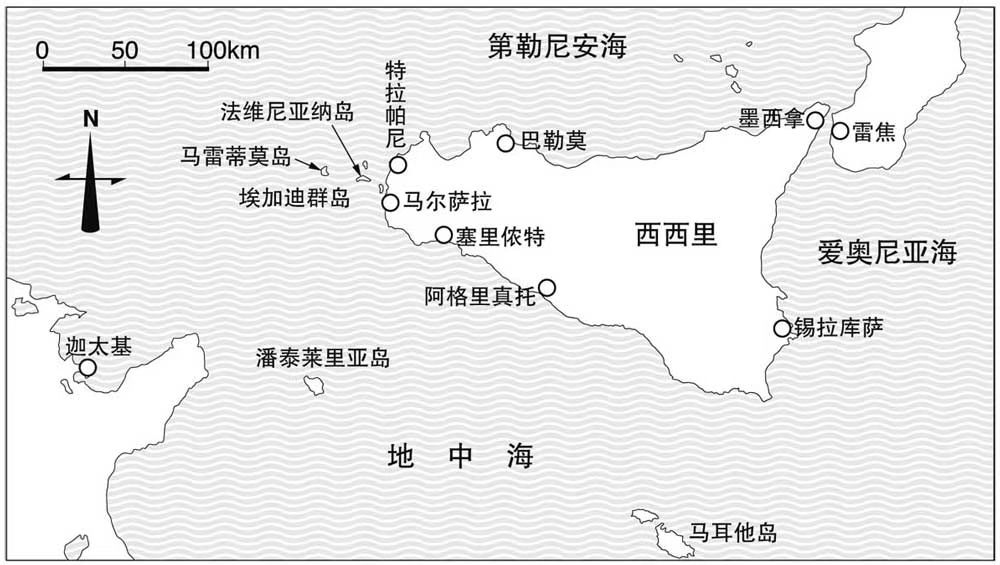 0 50 100km
第勒尼安海
N
特拉帕尼
法维尼亚纳岛
马雷蒂莫岛
埃加迪群岛
巴勒莫
墨西拿
雷焦
马尔萨拉
塞里侬特
西西里
爱奥尼亚海
阿格里真托
锡拉库萨
迦太基
潘泰莱里亚岛
地中海
马耳他岛